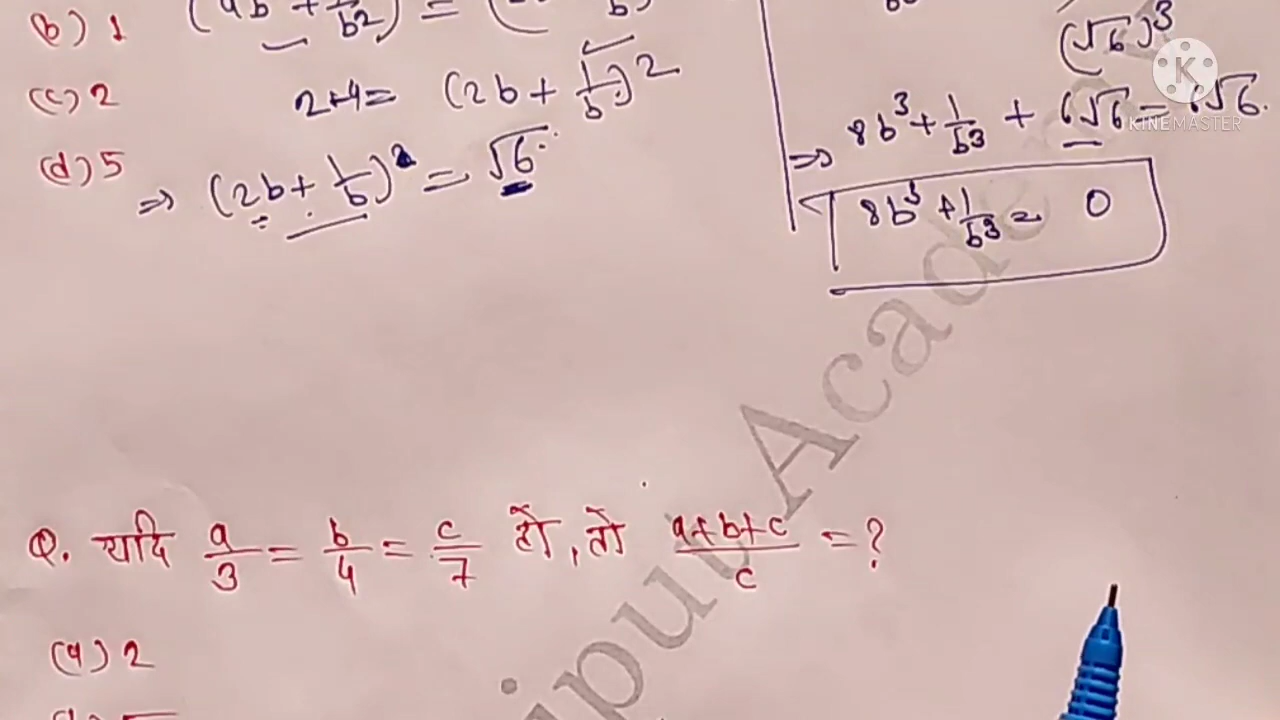 (b) 1
(c) 2
(d) 5
2+4= (2b + 1/b)²
⇒ (2b + 1/b)² = √6
(√6)³
⇒ 8b³ + 1/b³ + 6√6 = 6√6.
8b³ + 1/b³ = 0
K
KINEMASTER
Q. यदि a/3 = b/4 = c/7 हो, तो (a+b+c)/c = ?
(a) 2